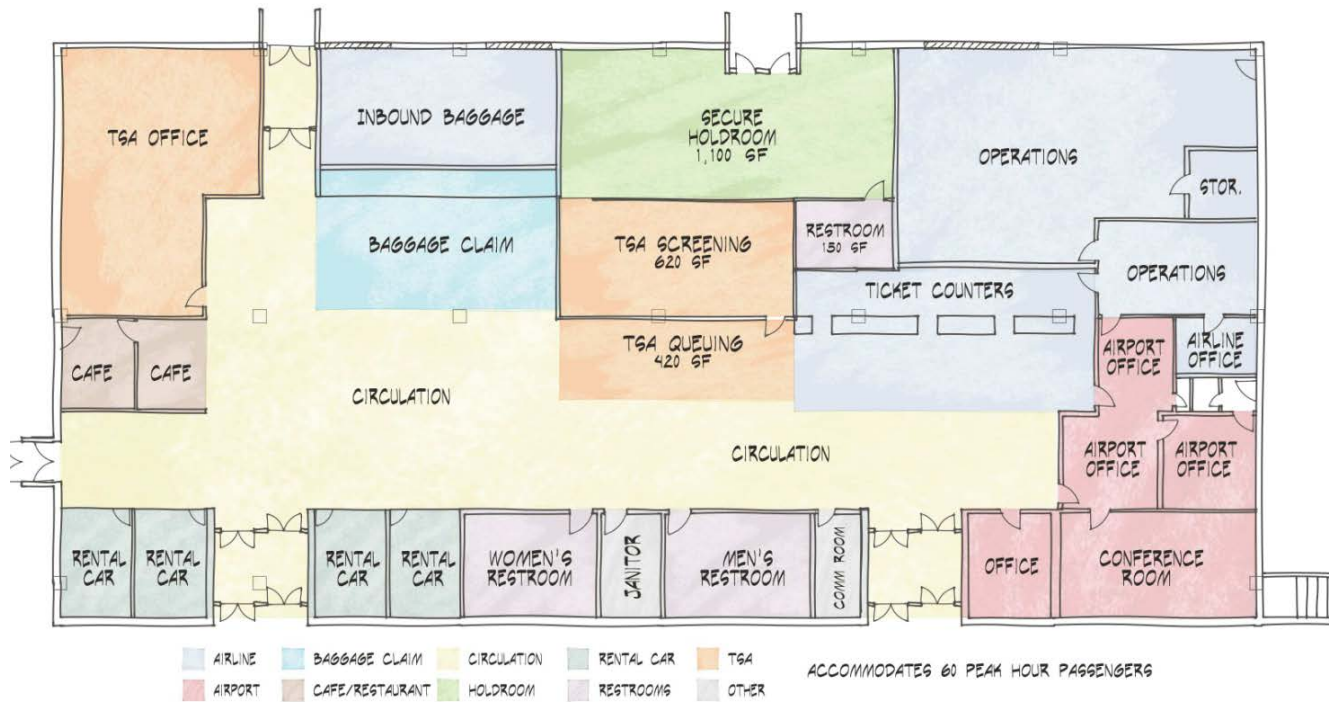 TSA OFFICE
INBOUND BAGGAGE
SECURE
HOLDROOM
1,100 SF
OPERATIONS
STOR.
BAGGAGE CLAIM
TSA SCREENING
620 SF
RESTROOM
130 SF
OPERATIONS
TICKET COUNTERS
CAFE
CAFE
TSA QUEUING
420 SF
AIRPORT
OFFICE
AIRLINE
OFFICE
CIRCULATION
CIRCULATION
AIRPORT
OFFICE
AIRPORT
OFFICE
RENTAL
CAR
RENTAL
CAR
RENTAL
CAR
RENTAL
CAR
WOMEN'S
RESTROOM
JANITOR
MEN'S
RESTROOM
COMM ROOM
OFFICE
CONFERENCE
ROOM
AIRLINE
BAGGAGE CLAIM
CIRCULATION
RENTAL CAR
TSA
AIRPORT
CAFE/RESTAURANT
HOLDROOM
RESTROOMS
OTHER
ACCOMMODATES 60 PEAK HOUR PASSENGERS